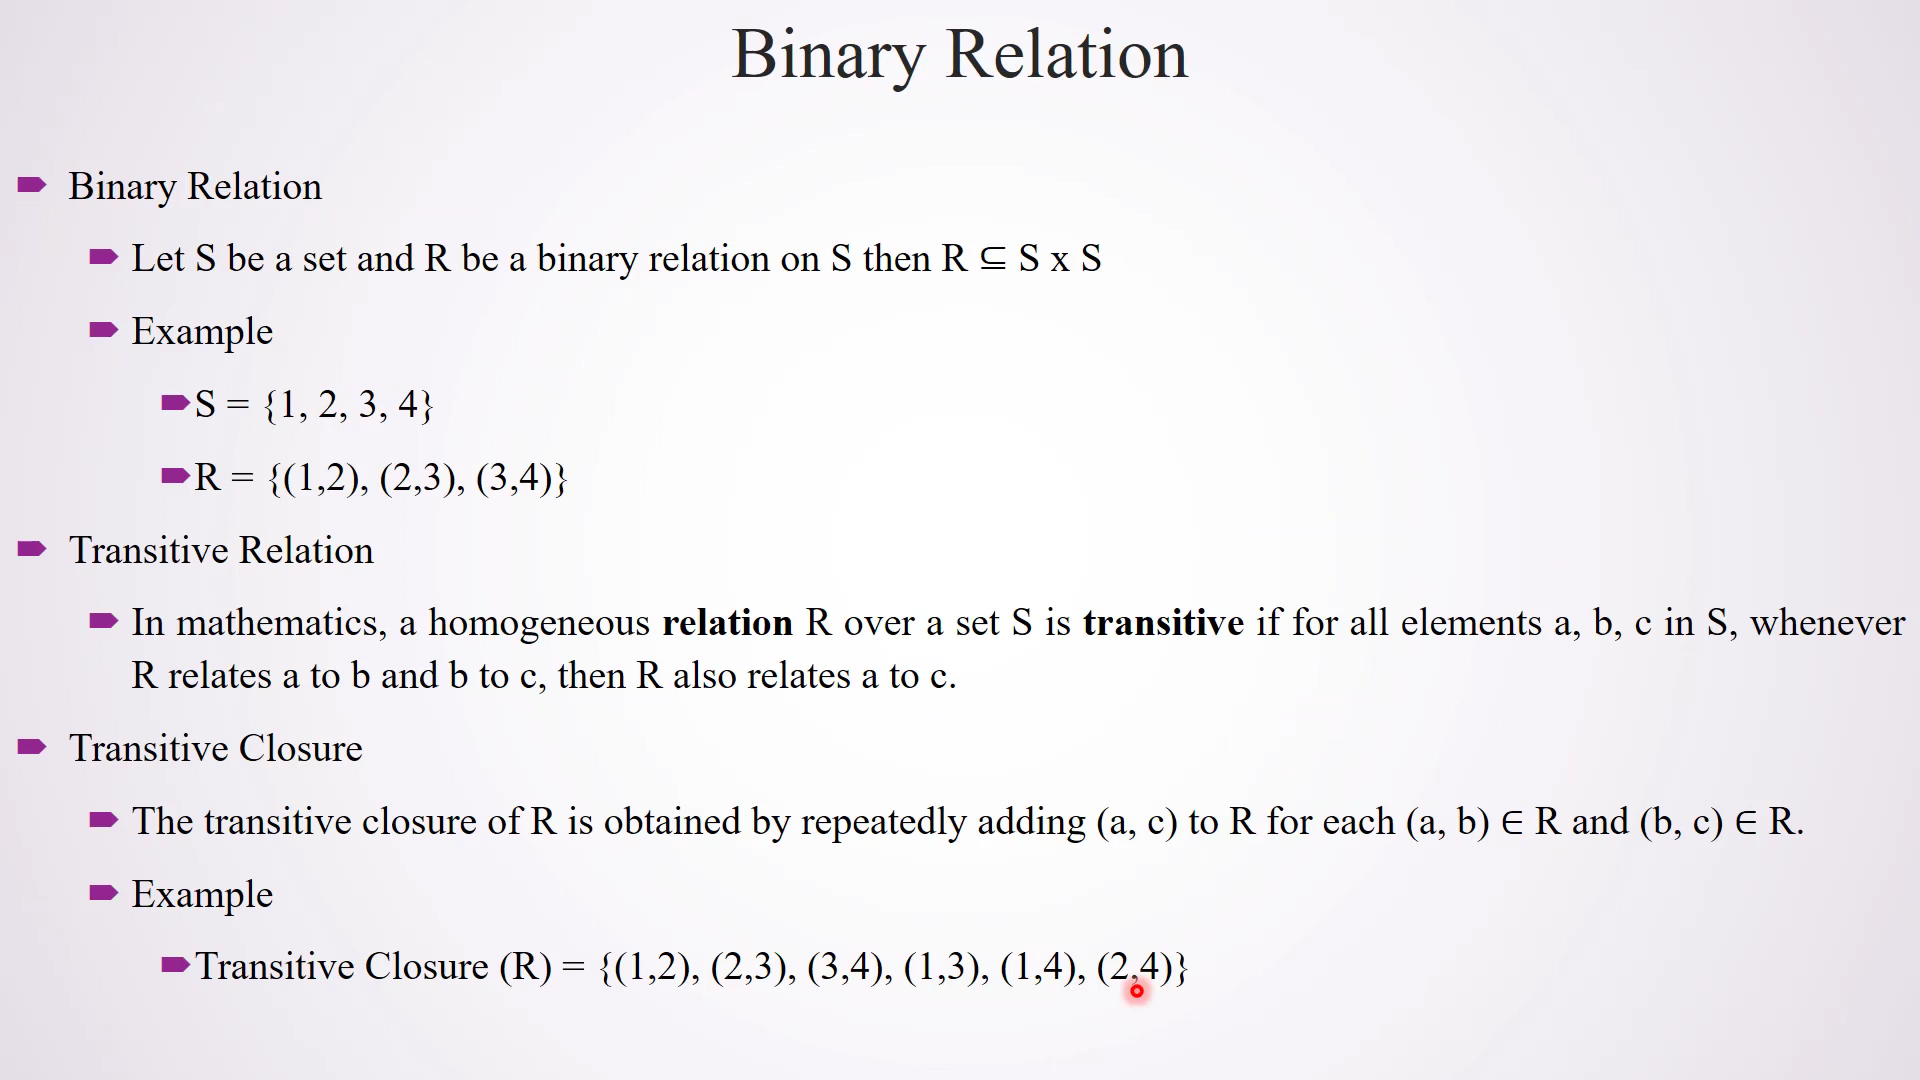 Binary Relation
Binary Relation
Let S be a set and R be a binary relation on S then R ⊆ S x S
Example
S = {1, 2, 3, 4}
R = {(1,2), (2,3), (3,4)}
Transitive Relation
In mathematics, a homogeneous relation R over a set S is transitive if for all elements a, b, c in S, whenever
R relates a to b and b to c, then R also relates a to c.
Transitive Closure
The transitive closure of R is obtained by repeatedly adding (a, c) to R for each (a, b) ∈ R and (b, c) ∈ R.
Example
Transitive Closure (R) = {(1,2), (2,3), (3,4), (1,3), (1,4), (2,4)}